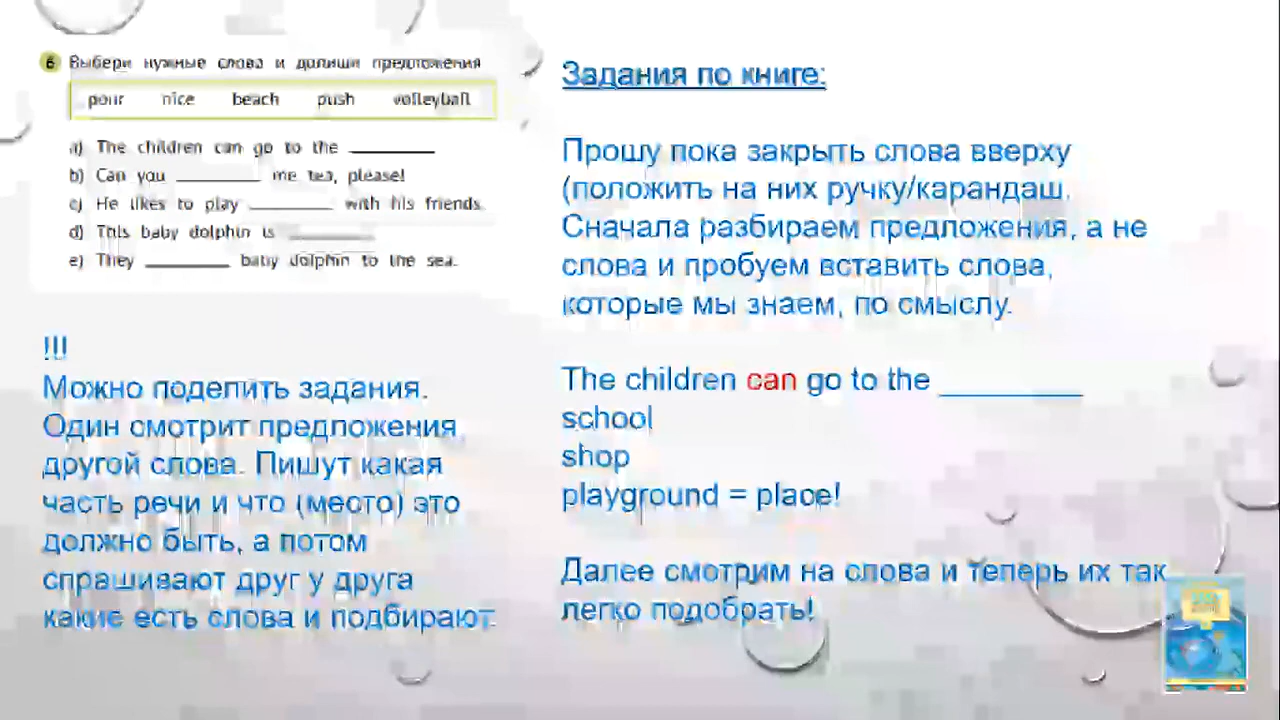 6 Выбери нужные слова и допиши предложения
pour nice beach push volleyball
a) The children can go to the ________
b) Can you ________ me tea, please!
c) He likes to play ________ with his friends.
d) This baby dolphin is ________
e) They ________ baby dolphin to the sea.
!!!
Можно поделить задания.
Один смотрит предложения,
другой слова. Пишут какая
часть речи и что (место) это
должно быть, а потом
спрашивают друг у друга
какие есть слова и подбирают.
Задания по книге:
Прошу пока закрыть слова вверху
(положить на них ручку/карандаш.
Сначала разбираем предложения, а не
слова и пробуем вставить слова,
которые мы знаем, по смыслу.
The children can go to the ________
school
shop
playground = place!
Далее смотрим на слова и теперь их так
легко подобрать!